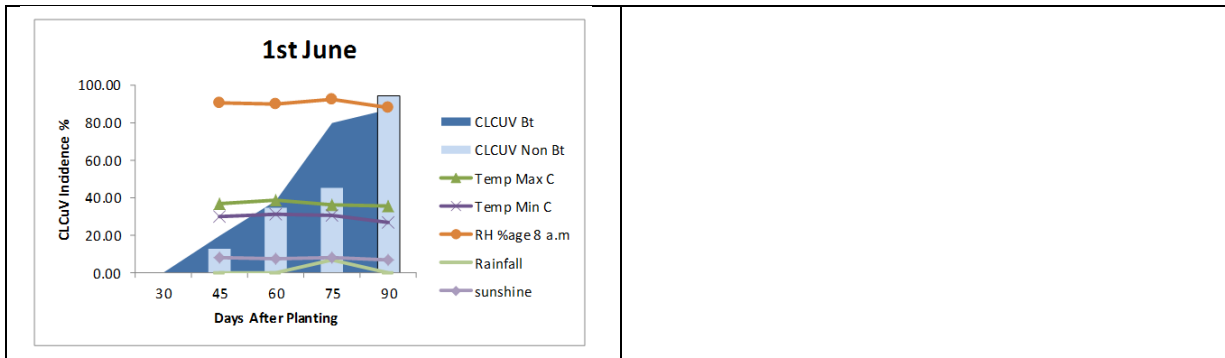 1st June
CLCuV Incidence %
100.00
80.00
60.00
40.00
20.00
0.00
30 45 60 75 90
Days After Planting
CLCUV Bt
CLCUV Non Bt
Temp Max C
Temp Min C
RH %age 8 a.m
Rainfall
sunshine